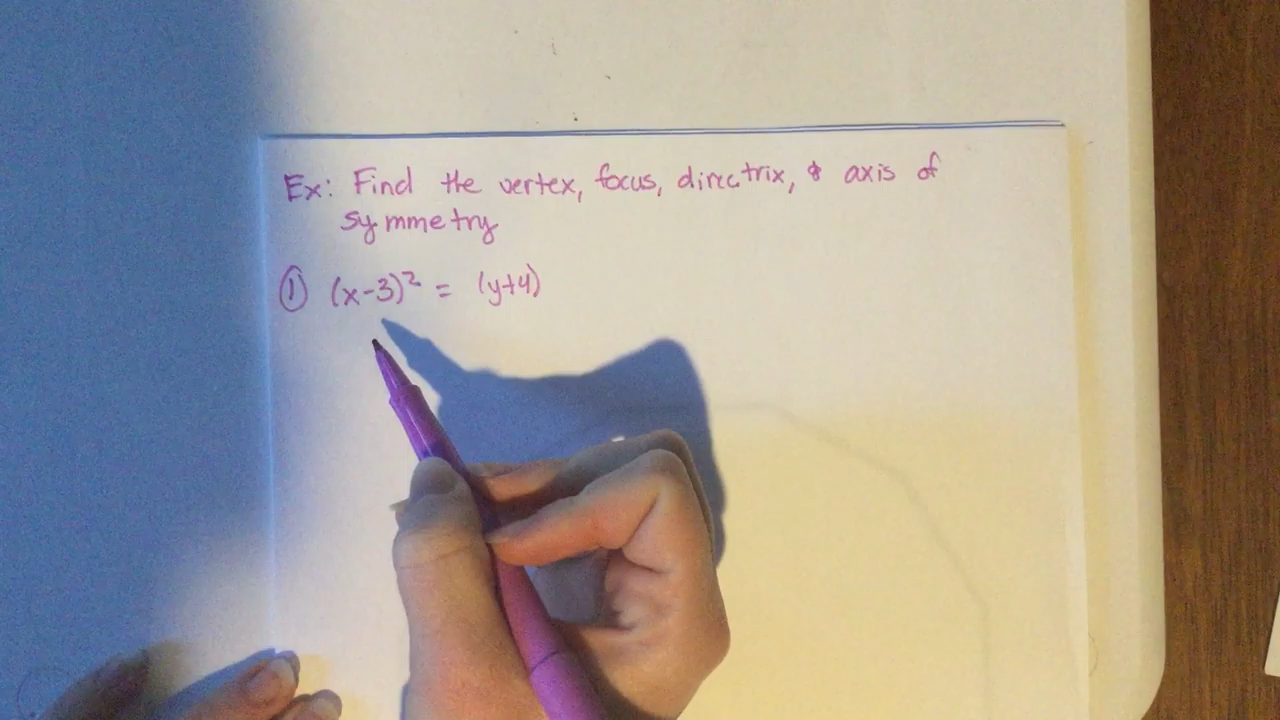 Ex: Find the vertex, focus, directrix, & axis of
symmetry
① (x-3)² = (y+4)